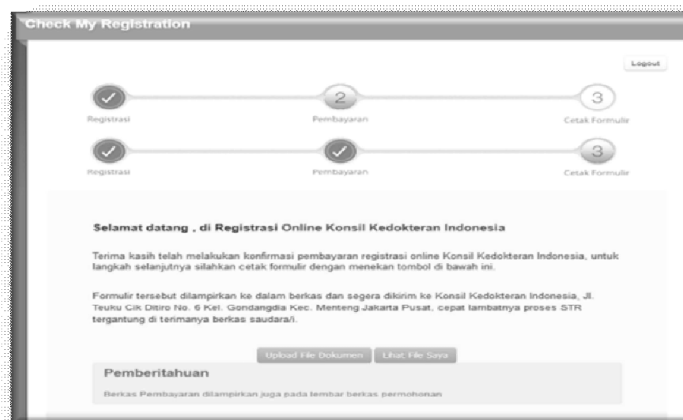 Check My Registration
Logout
2 3
Registrasi Pembayaran Cetak Formulir
3
Registrasi Pembayaran Cetak Formulir
Selamat datang , di Registrasi Online Konsil Kedokteran Indonesia
Terima kasih telah melakukan konfirmasi pembayaran registrasi online Konsil Kedokteran Indonesia, untuk
langkah selanjutnya silahkan cetak formulir dengan menekan tombol di bawah ini.
Formulir tersebut dilampirkan ke dalam berkas dan segera dikirim ke Konsil Kedokteran Indonesia, Jl.
Teuku Cik Ditiro No. 6 Kel. Gondangdia Kec. Menteng Jakarta Pusat, cepat lambatnya proses STR
tergantung di terimanya berkas saudara/i.
Upload File Dokumen Lihat File Saya
Pemberitahuan
Berkas Pembayaran dilampirkan juga pada lembar berkas permohonan